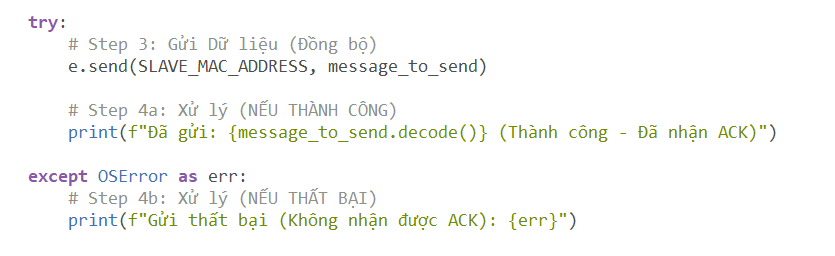 try:
    # Step 3: Gửi Dữ liệu (Đồng bộ)
    e.send(SLAVE_MAC_ADDRESS, message_to_send)

    # Step 4a: Xử lý (NẾU THÀNH CÔNG)
    print(f"Đã gửi: {message_to_send.decode()} (Thành công - Đã nhận ACK)")

except OSError as err:
    # Step 4b: Xử lý (NẾU THẤT BẠI)
    print(f"Gửi thất bại (Không nhận được ACK): {err}")